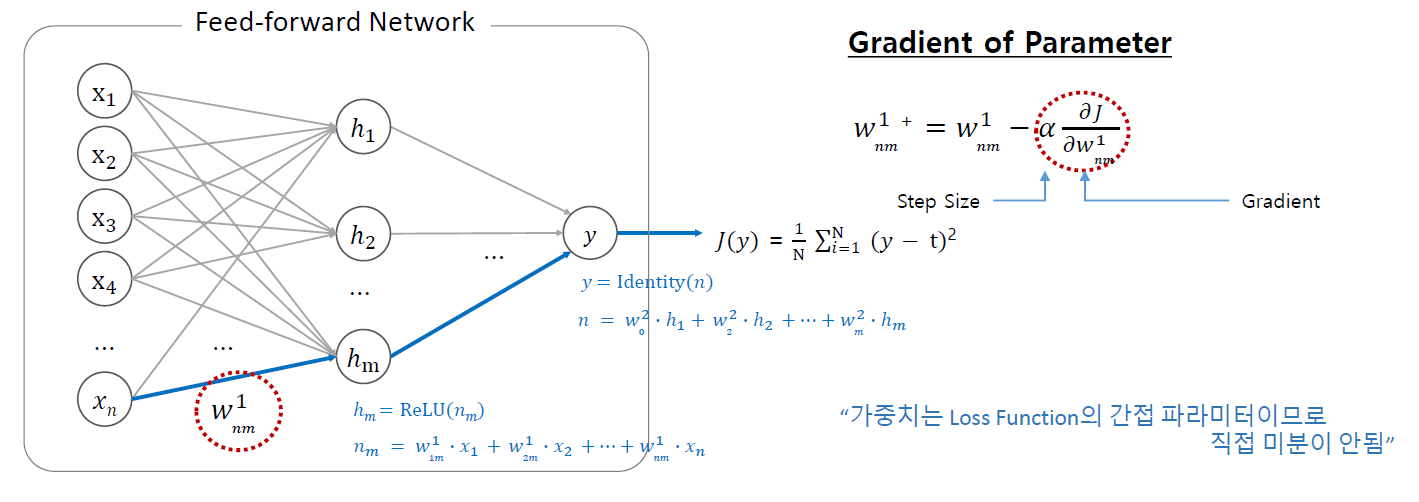 Feed-forward Network
x₁
x₂
x₃
x₄
...
xₙ
...
w¹ₙₘ
h₁
h₂
...
hₘ
hₘ = ReLU(nₘ)
nₘ = w¹₁ₘ · x₁ + w¹₂ₘ · x₂ + ⋯ + w¹ₙₘ · xₙ
...
y
y = Identity(n)
n = w²₀ · h₁ + w²₂ · h₂ + ⋯ + w²ₘ · hₘ
J(y) = 1/N ∑ᴺᵢ₌₁ (y − t)²
Gradient of Parameter
w¹ₙₘ⁺ = w¹ₙₘ − α ∂J/∂w¹ₙₘ
Step Size
Gradient
“가중치는 Loss Function의 간접 파라미터이므로
직접 미분이 안됨”